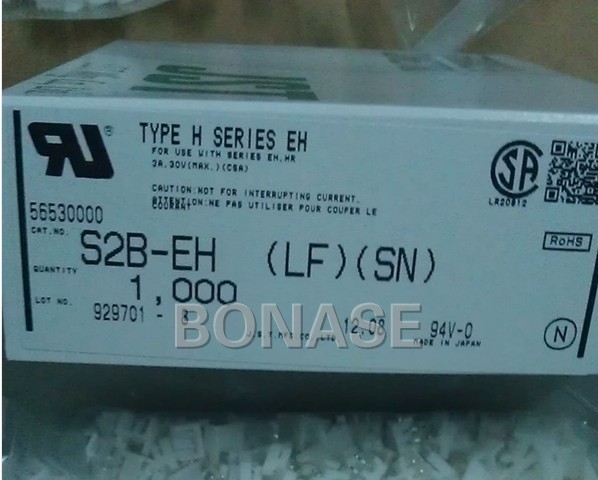 JST
TYPE H SERIES EH
FOR USE WITH SERIES EH.HR
2A.30V(MAX.)(CSA)
CAUTION:NOT FOR INTERRUPTING CURRENT.
ATTENTION:NE PAS UTILISER POUR COUPER LE
COURANT
SA
LR20812
56530000
CAT.NO. S2B-EH (LF)(SN)
RoHS
QUANTITY 1,000
LOT NO. 929701 -
BONASE
12.08
94V-0
MADE IN JAPAN
N